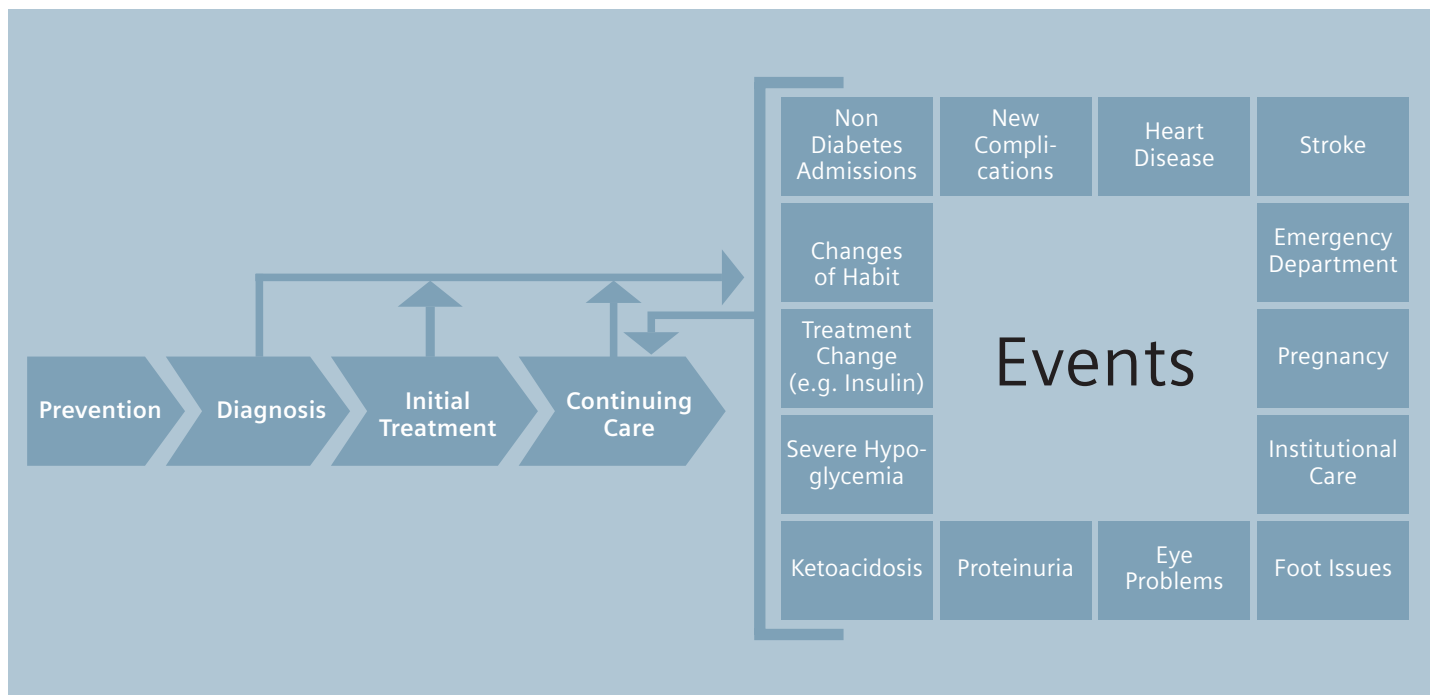 Prevention
Diagnosis
Initial
Treatment
Continuing
Care
Non
Diabetes
Admissions
New
Compli-
cations
Heart
Disease
Stroke
Changes
of Habit
Emergency
Department
Treatment
Change
(e.g. Insulin)
Events
Pregnancy
Severe Hypo-
glycemia
Institutional
Care
Ketoacidosis
Proteinuria
Eye
Problems
Foot Issues